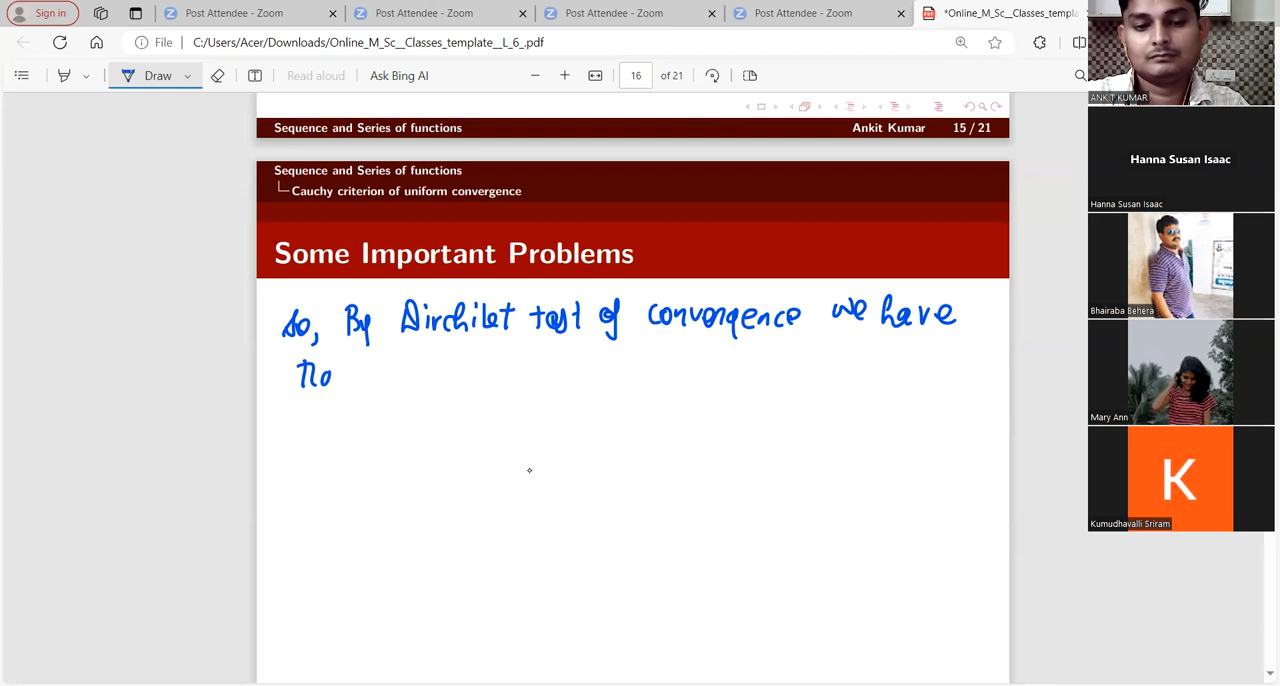 Sign in
Post Attendee - Zoom
Post Attendee - Zoom
Post Attendee - Zoom
Post Attendee - Zoom
*Online_M_Sc__Classes_templa
File
C:/Users/Acer/Downloads/Online_M_Sc__Classes_template__L_6_.pdf
Draw
Read aloud
Ask Bing AI
16 of 21
Sequence and Series of functions
Ankit Kumar 15 / 21
Sequence and Series of functions
Cauchy criterion of uniform convergence
Some Important Problems
So, By Dirchilet test of convergence we have
ANKIT KUMAR
Hanna Susan Isaac
Hanna Susan Isaac
Bhairaba Behera
Mary Ann
K
Kumudhavalli Sriram